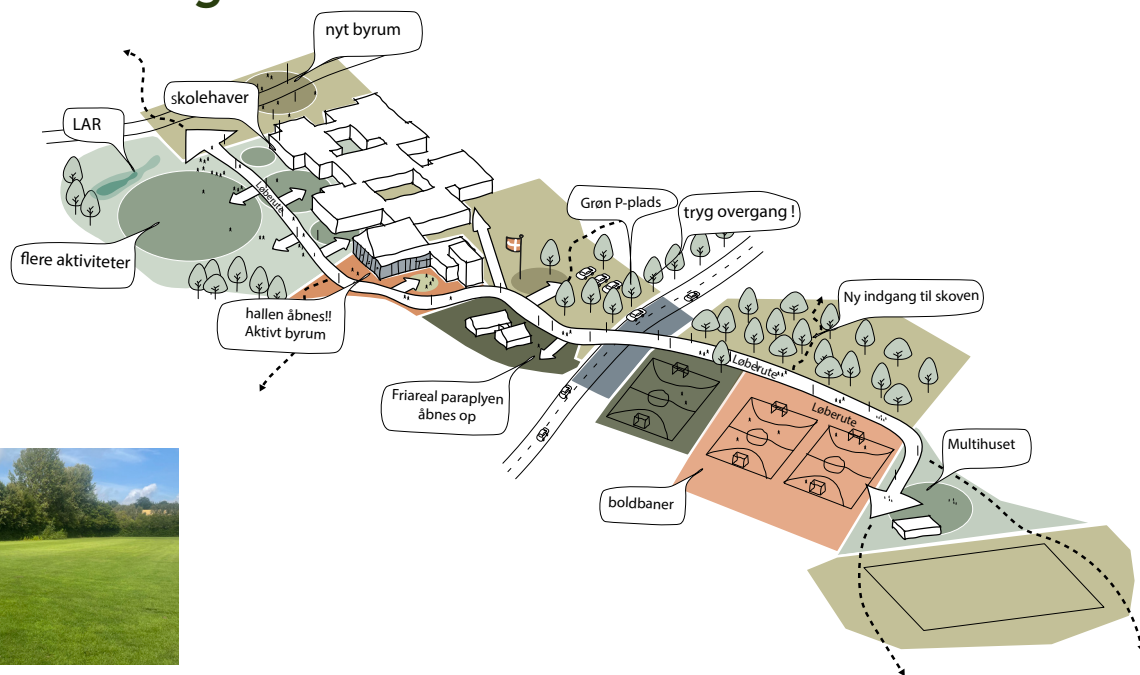 nyt byrum
skolehaver
LAR
Løberute
Grøn P-plads
tryg overgang !
flere aktiviteter
hallen åbnes!!
Aktivt byrum
Ny indgang til skoven
Løberute
Friareal paraplyen
åbnes op
Løberute
Multihuset
boldbaner